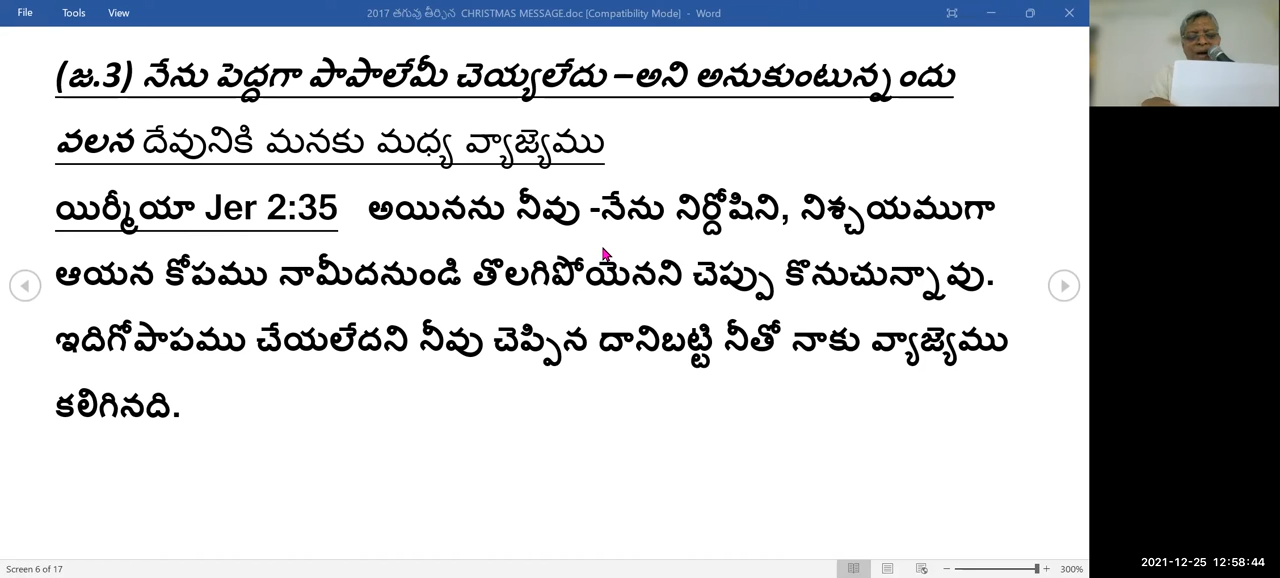 File Tools View 2017 తగువు తీర్చిన CHRISTMAS MESSAGE.doc [Compatibility Mode] - Word
(జ.3) నేను పెద్దగా పాపాలేమీ చెయ్యలేదు –అని అనుకుంటున్నందు
వలన దేవునికి మనకు మధ్య వ్యాజ్యెము
యిర్మీయా Jer 2:35 అయినను నీవు -నేను నిర్దోషిని, నిశ్చయముగా
ఆయన కోపము నామీదనుండి తొలగిపోయెనని చెప్పు కొనుచున్నావు.
ఇదిగోపాపము చేయలేదని నీవు చెప్పిన దానిబట్టి నీతో నాకు వ్యాజ్యెము
కలిగినది.
2021-12-25 12:58:44
Screen 6 of 17 300%